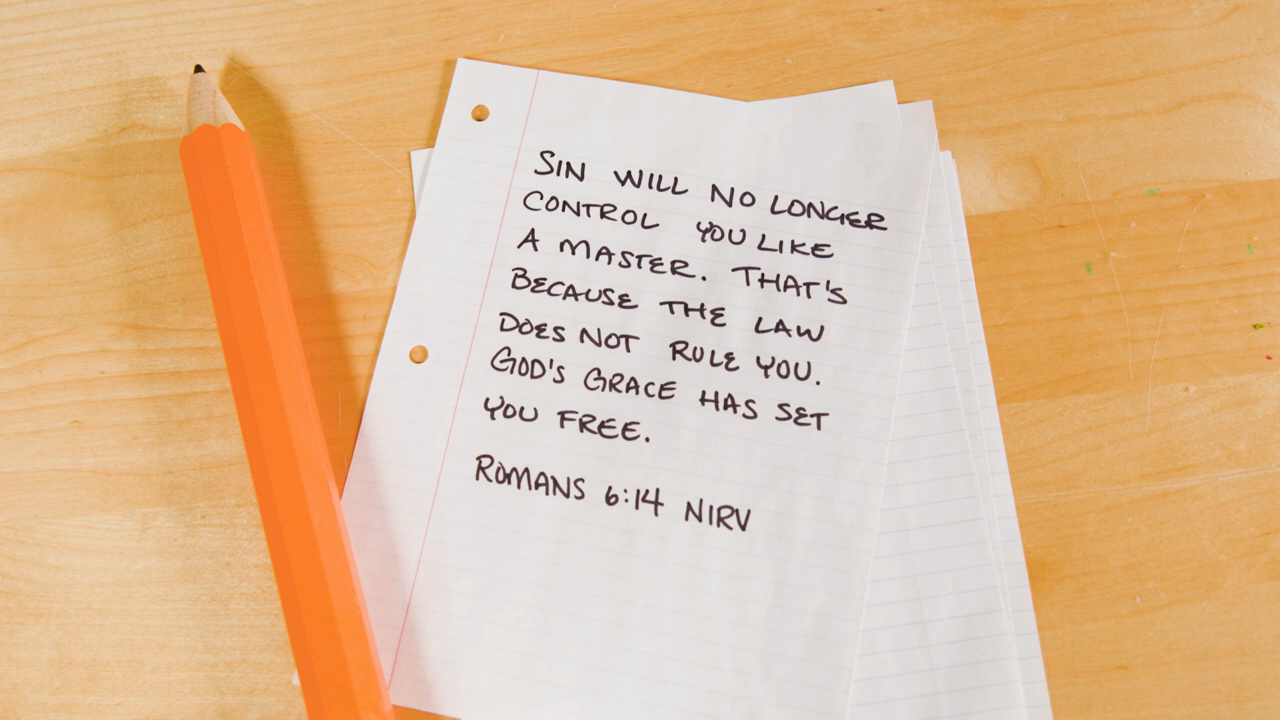 SIN WILL NO LONGER
CONTROL YOU LIKE
A MASTER. THAT'S
BECAUSE THE LAW
DOES NOT RULE YOU.
GOD'S GRACE HAS SET
YOU FREE.
ROMANS 6:14 NIRV